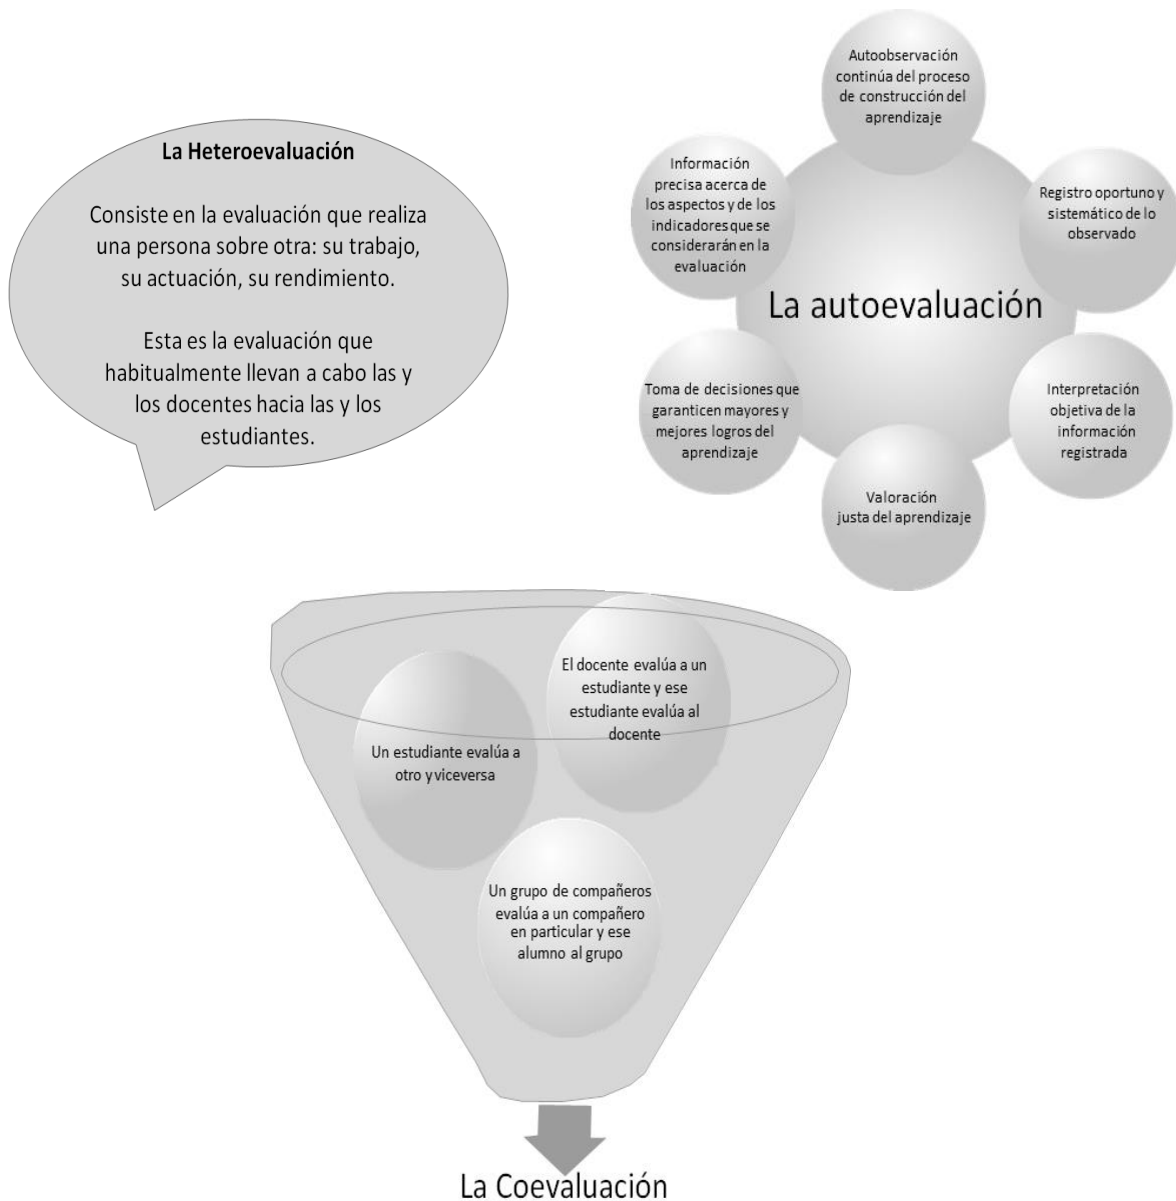 La Heteroevaluación
Consiste en la evaluación que realiza
una persona sobre otra: su trabajo,
su actuación, su rendimiento.
Esta es la evaluación que
habitualmente llevan a cabo las y
los docentes hacia las y los
estudiantes.
Autoobservación
continúa del proceso
de construcción del
aprendizaje
Información
precisa acerca de
los aspectos y de los
indicadores que se
considerarán en la
evaluación
Registro oportuno y
sistemático de lo
observado
La autoevaluación
Toma de decisiones que
garanticen mayores y
mejores logros del
aprendizaje
Interpretación
objetiva de la
información
registrada
Valoración
justa del aprendizaje
El docente evalúa a un
estudiante y ese
estudiante evalúa al
docente
Un estudiante evalúa a
otro y viceversa
Un grupo de compañeros
evalúa a un compañero
en particular y ese
alumno al grupo
La Coevaluación